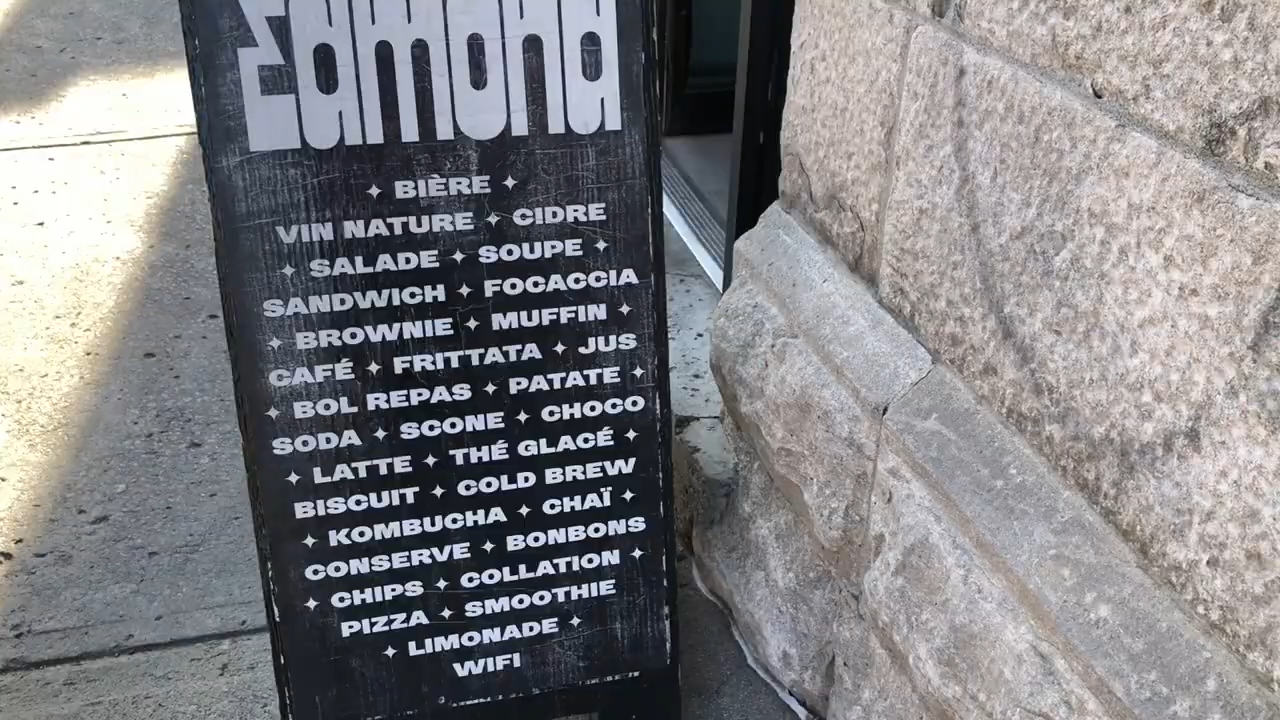 Edmond
✦ BIÈRE ✦
VIN NATURE ✦ CIDRE
✦ SALADE ✦ SOUPE ✦
SANDWICH ✦ FOCACCIA
✦ BROWNIE ✦ MUFFIN ✦
CAFÉ ✦ FRITTATA ✦ JUS
✦ BOL REPAS ✦ PATATE ✦
SODA ✦ SCONE ✦ CHOCO
✦ LATTE ✦ THÉ GLACÉ ✦
BISCUIT ✦ COLD BREW
✦ KOMBUCHA ✦ CHAÏ ✦
CONSERVE ✦ BONBONS
✦ CHIPS ✦ COLLATION ✦
PIZZA ✦ SMOOTHIE
✦ LIMONADE ✦
WIFI